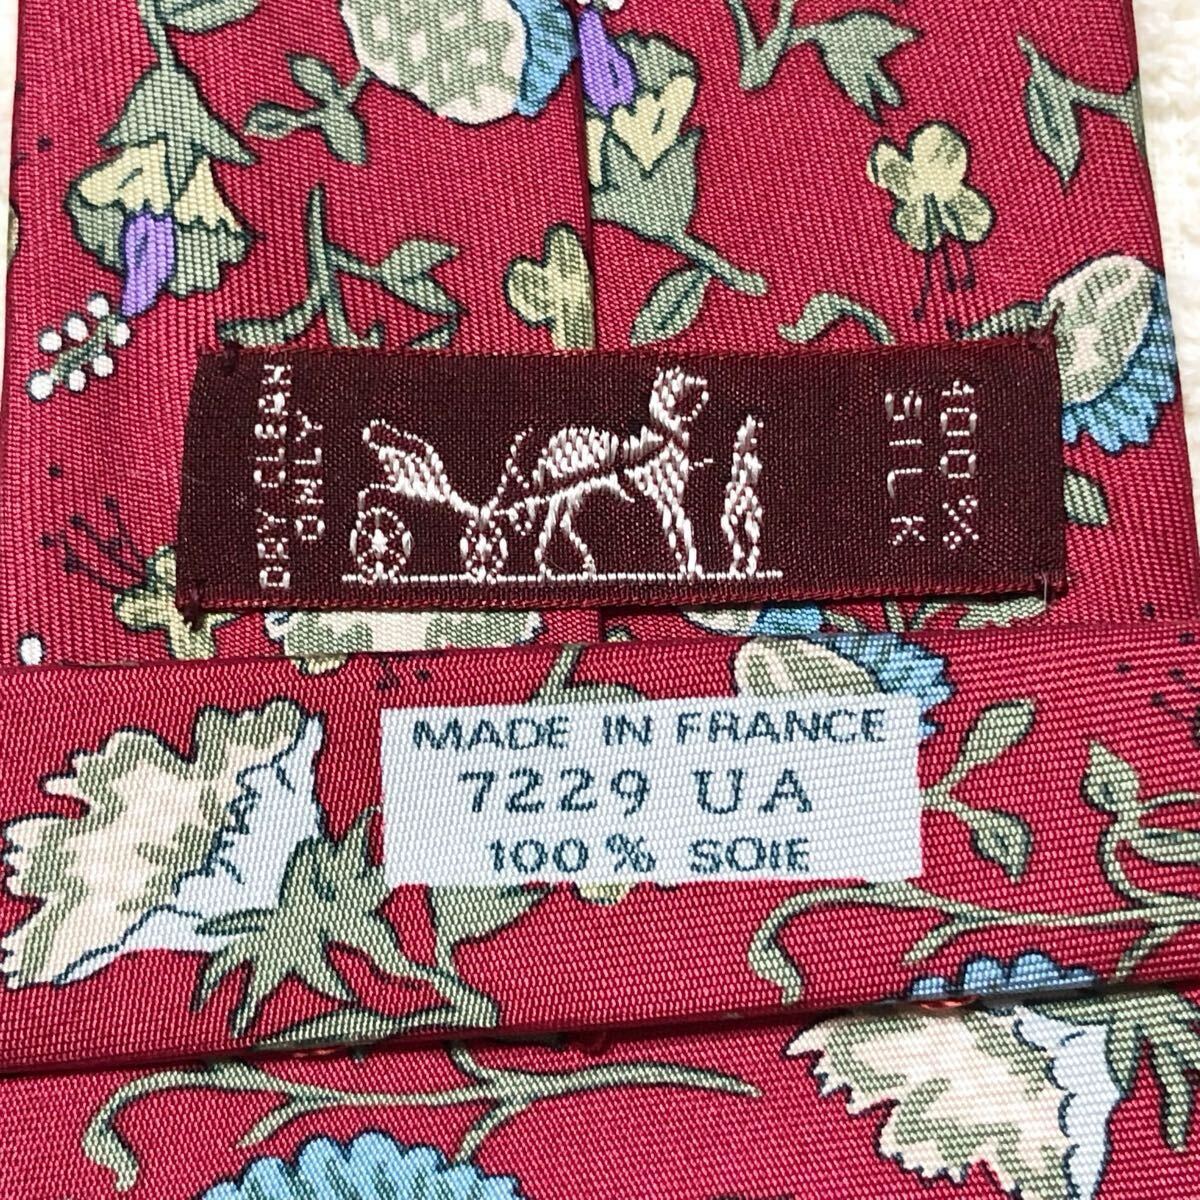 DRY CLEAN
ONLY
100%
SILK
MADE IN FRANCE
7229 UA
100% SOIE